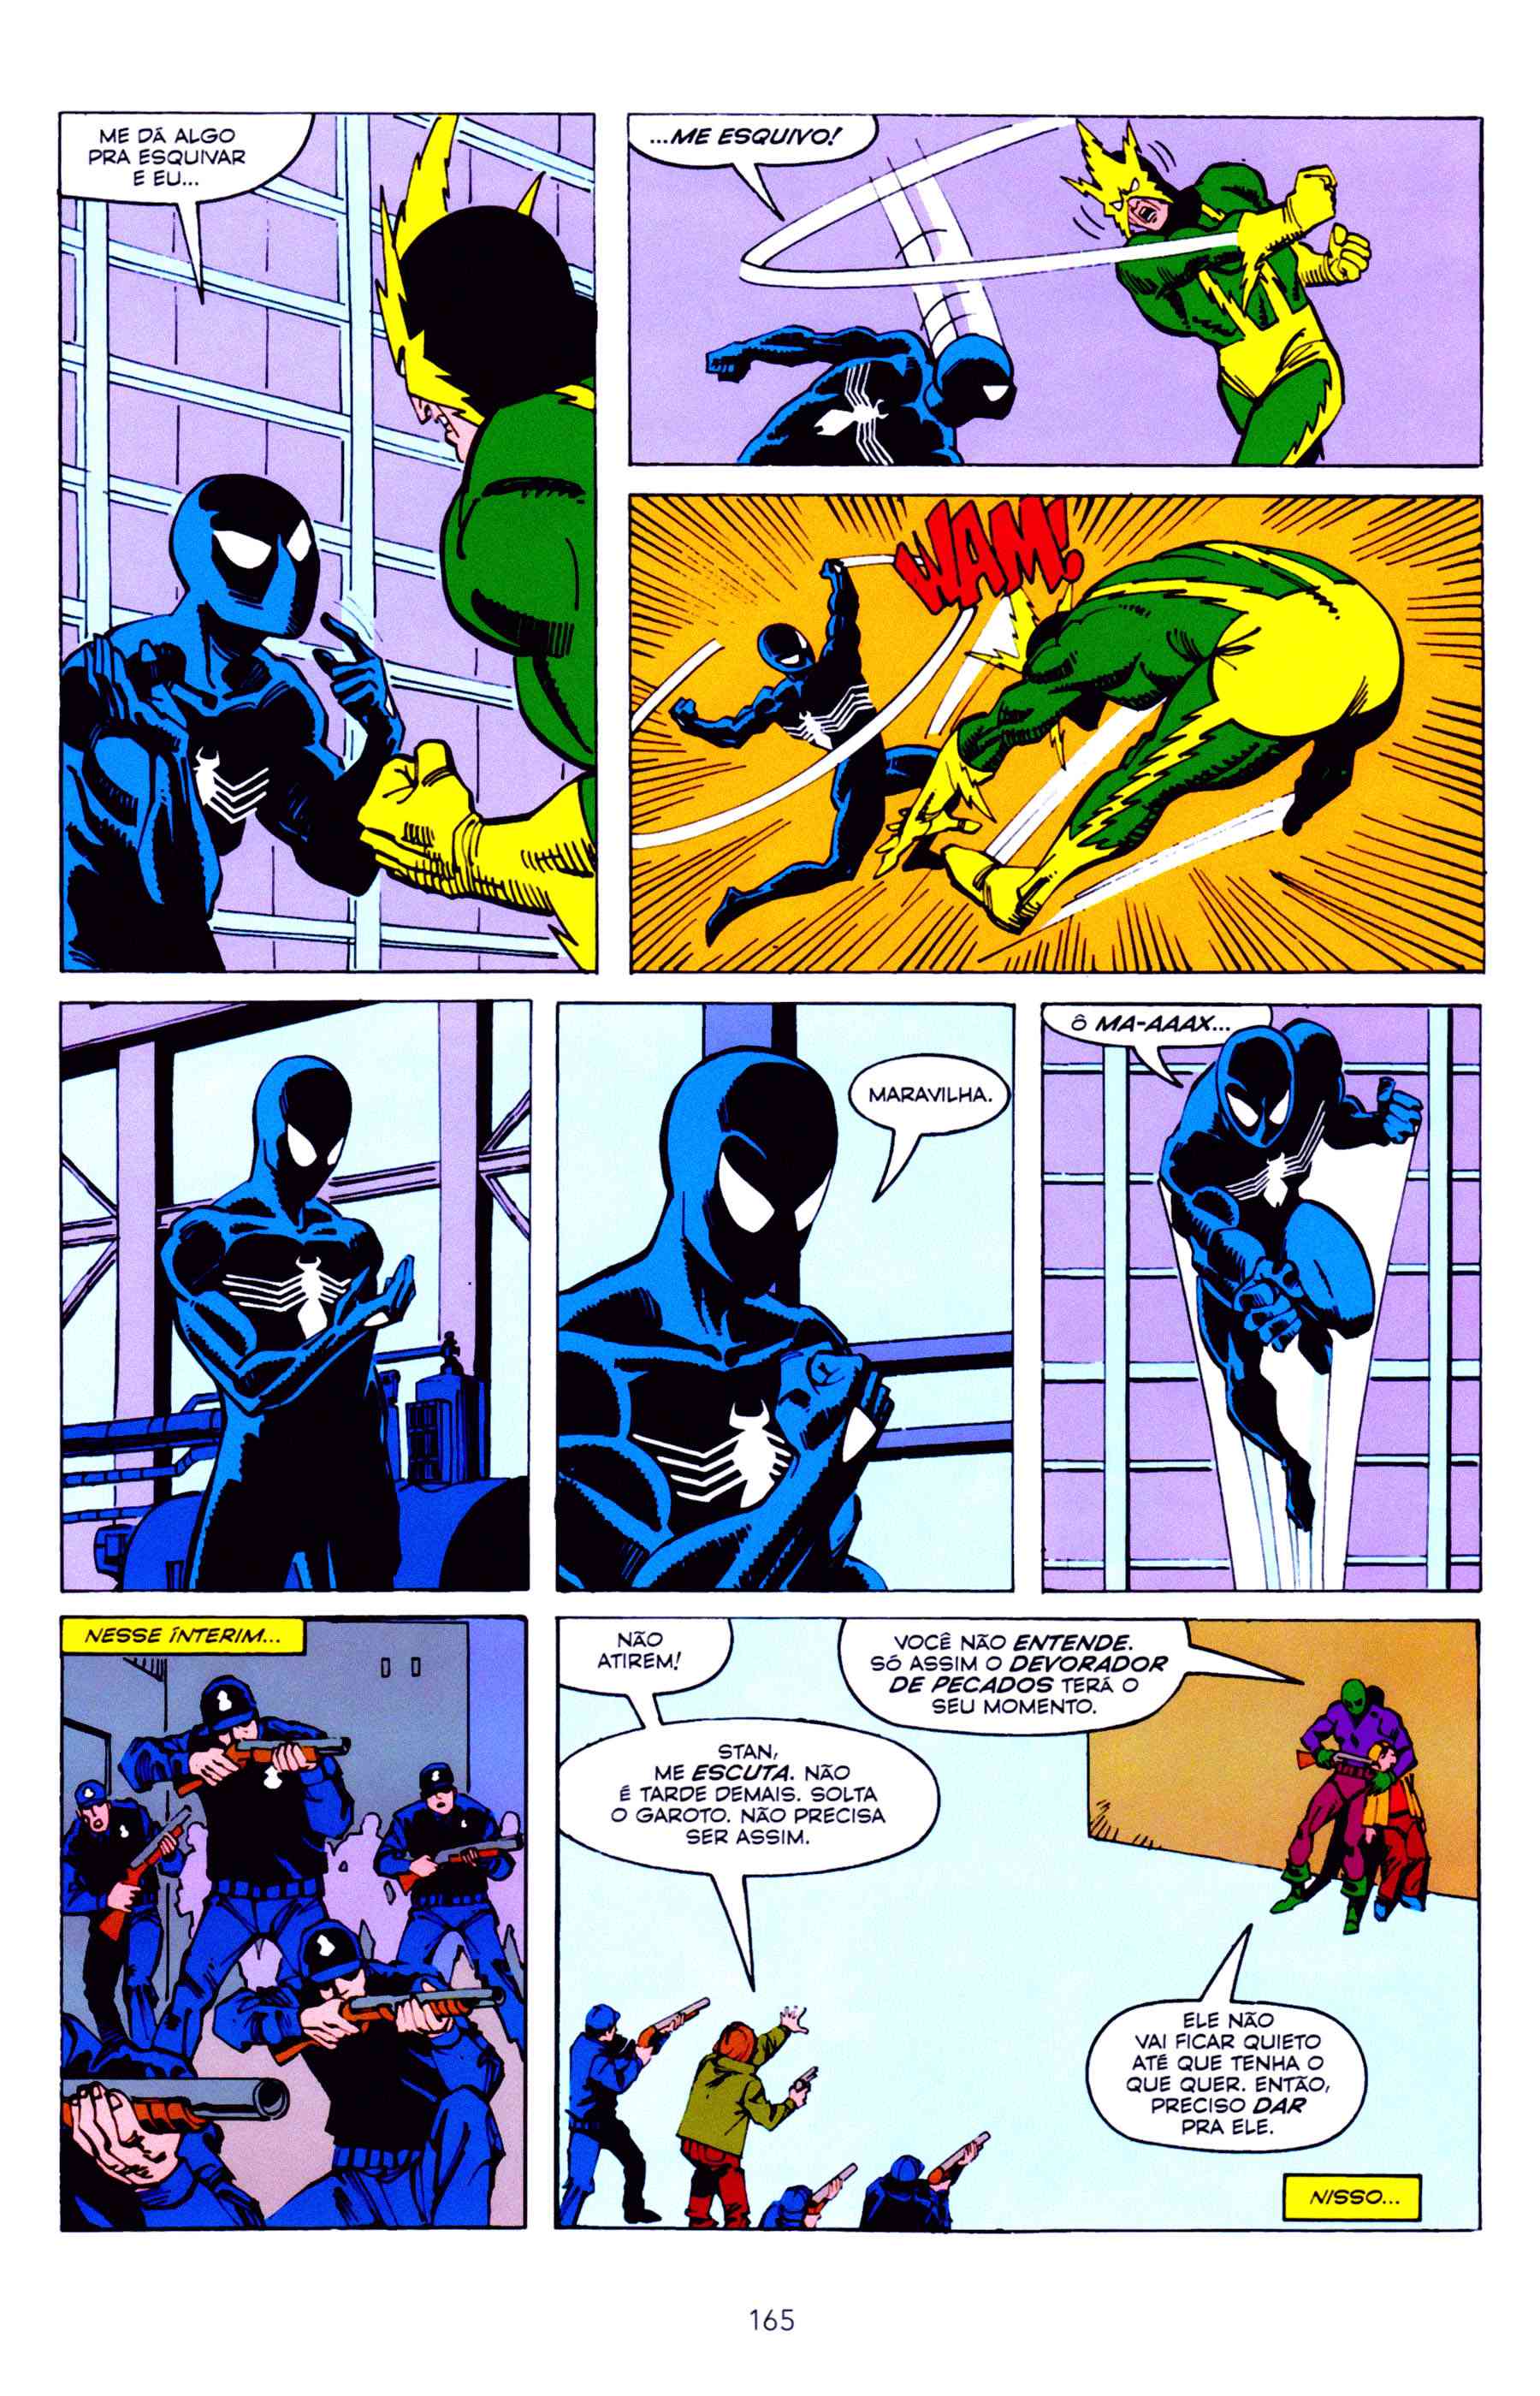 ME DÁ ALGO
PRA ESQUIVAR
E EU...
...ME ESQUIVO!
WAM!
MARAVILHA.
Ô MA-AAAX...
NESSE ÍNTERIM...
NÃO
ATIREM!
STAN,
ME ESCUTA. NÃO
É TARDE DEMAIS. SOLTA
O GAROTO. NÃO PRECISA
SER ASSIM.
VOCÊ NÃO ENTENDE.
SÓ ASSIM O DEVORADOR
DE PECADOS TERÁ O
SEU MOMENTO.
ELE NÃO
VAI FICAR QUIETO
ATÉ QUE TENHA O
QUE QUER. ENTÃO,
PRECISO DAR
PRA ELE.
NISSO...
165